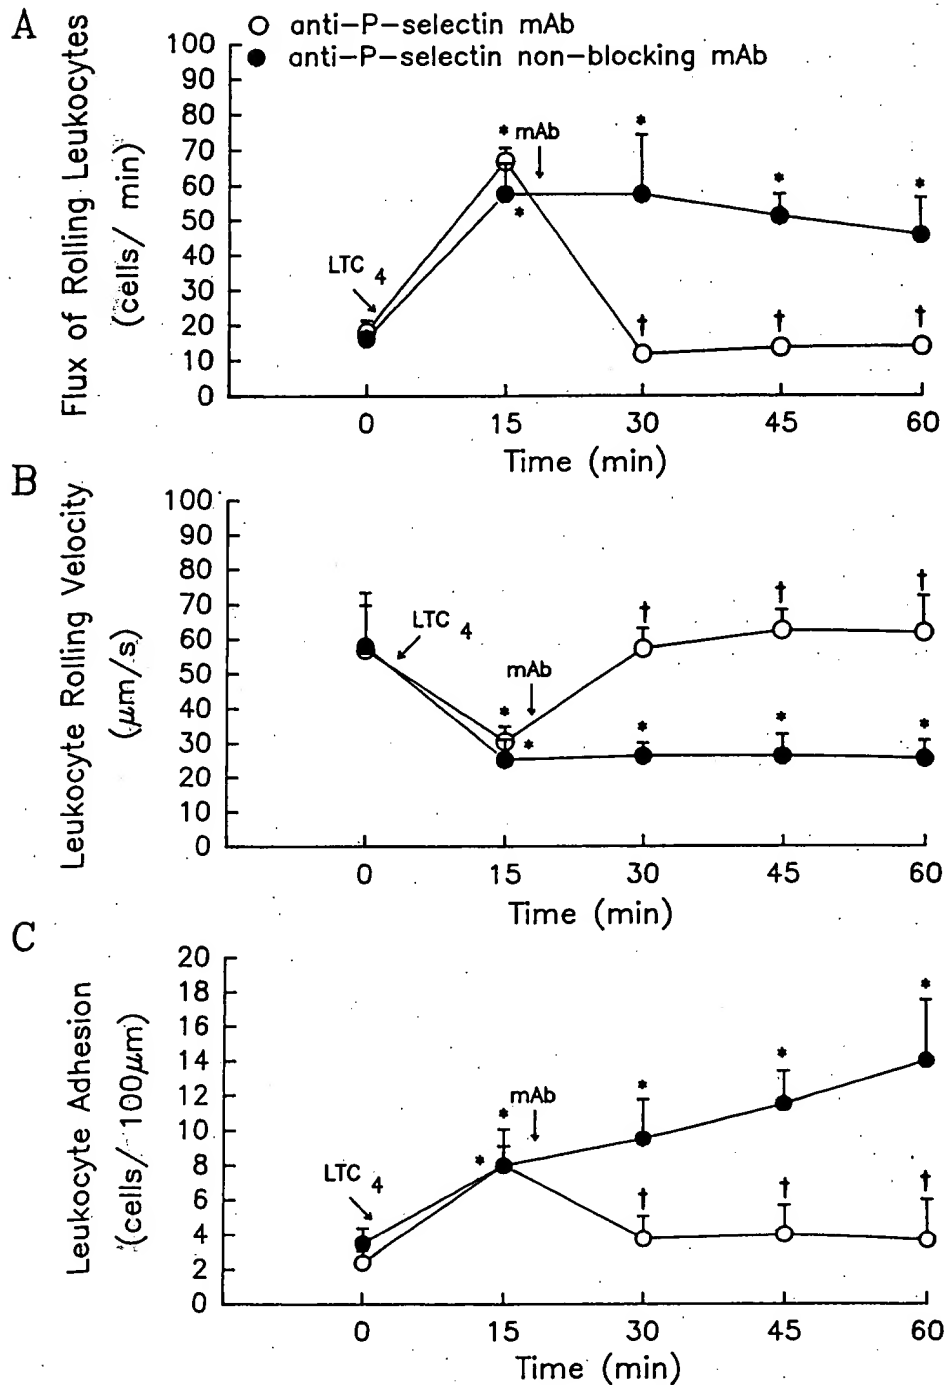 A
○ anti-P-selectin mAb
● anti-P-selectin non-blocking mAb
Flux of Rolling Leukocytes
(cells/ min)
100
90
80
70
60
50
40
30
20
10
0
* mAb
*
*
*
*
LTC 4
† † †
0 15 30 45 60
Time (min)
B
Leukocyte Rolling Velocity
(μm/s)
100
90
80
70
60
50
40
30
20
10
0
LTC 4
mAb
† † †
* * * * *
0 15 30 45 60
Time (min)
C
Leukocyte Adhesion
(cells/ 100μm)
20
18
16
14
12
10
8
6
4
2
0
LTC 4
mAb
* * * * *
† † †
0 15 30 45 60
Time (min)